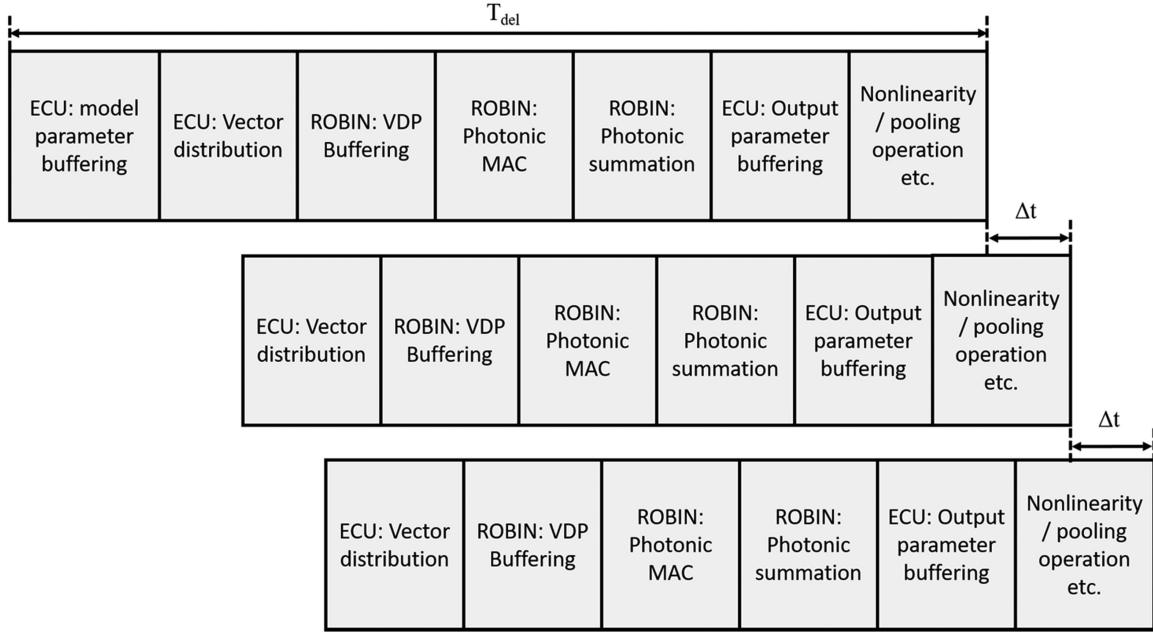 T_del
ECU: model
parameter
buffering
ECU: Vector
distribution
ROBIN: VDP
Buffering
ROBIN:
Photonic
MAC
ROBIN:
Photonic
summation
ECU: Output
parameter
buffering
Nonlinearity
/ pooling
operation
etc.
Δt
ECU: Vector
distribution
ROBIN: VDP
Buffering
ROBIN:
Photonic
MAC
ROBIN:
Photonic
summation
ECU: Output
parameter
buffering
Nonlinearity
/ pooling
operation
etc.
Δt
ECU: Vector
distribution
ROBIN: VDP
Buffering
ROBIN:
Photonic
MAC
ROBIN:
Photonic
summation
ECU: Output
parameter
buffering
Nonlinearity
/ pooling
operation
etc.